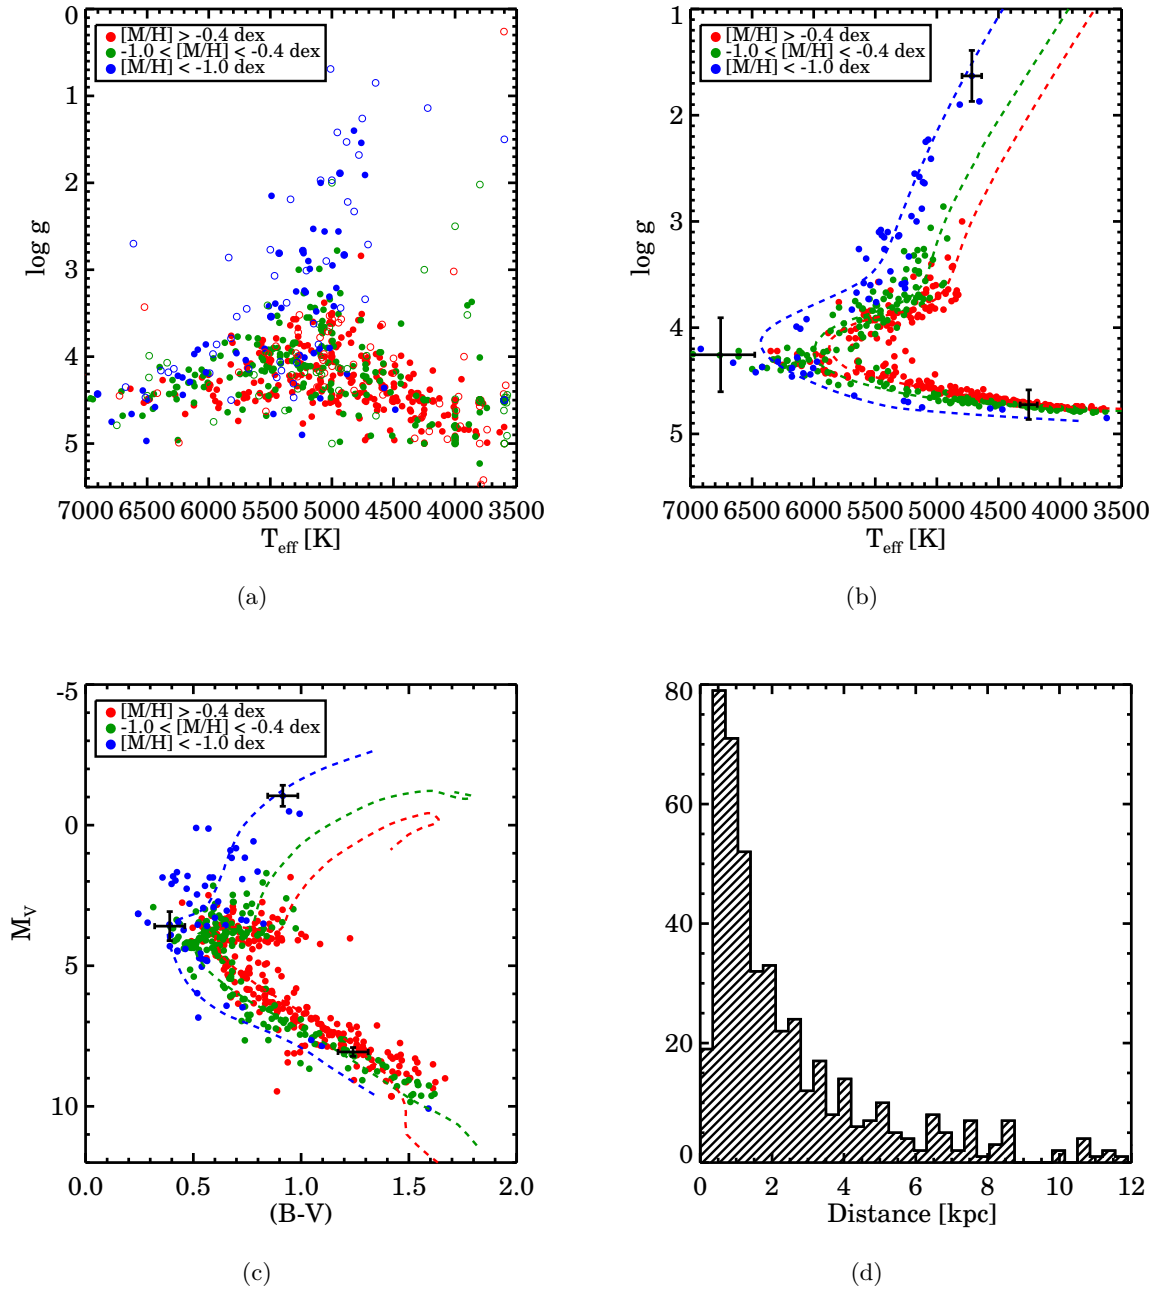 0
1
2
3
4
5
log g
[M/H] > -0.4 dex
-1.0 < [M/H] < -0.4 dex
[M/H] < -1.0 dex
7000 6500 6000 5500 5000 4500 4000 3500
T_eff [K]
(a)
1
2
3
4
5
log g
[M/H] > -0.4 dex
-1.0 < [M/H] < -0.4 dex
[M/H] < -1.0 dex
7000 6500 6000 5500 5000 4500 4000 3500
T_eff [K]
(b)
-5
0
5
10
M_V
[M/H] > -0.4 dex
-1.0 < [M/H] < -0.4 dex
[M/H] < -1.0 dex
0.0 0.5 1.0 1.5 2.0
(B-V)
(c)
80
60
40
20
0
0 2 4 6 8 10 12
Distance [kpc]
(d)